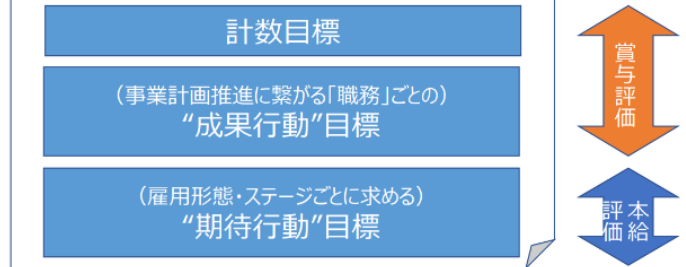 計数目標
（事業計画推進に繋がる「職務」ごとの）
“成果行動”目標
（雇用形態・ステージごとに求める）
“期待行動”目標
賞与評価
本給
評価